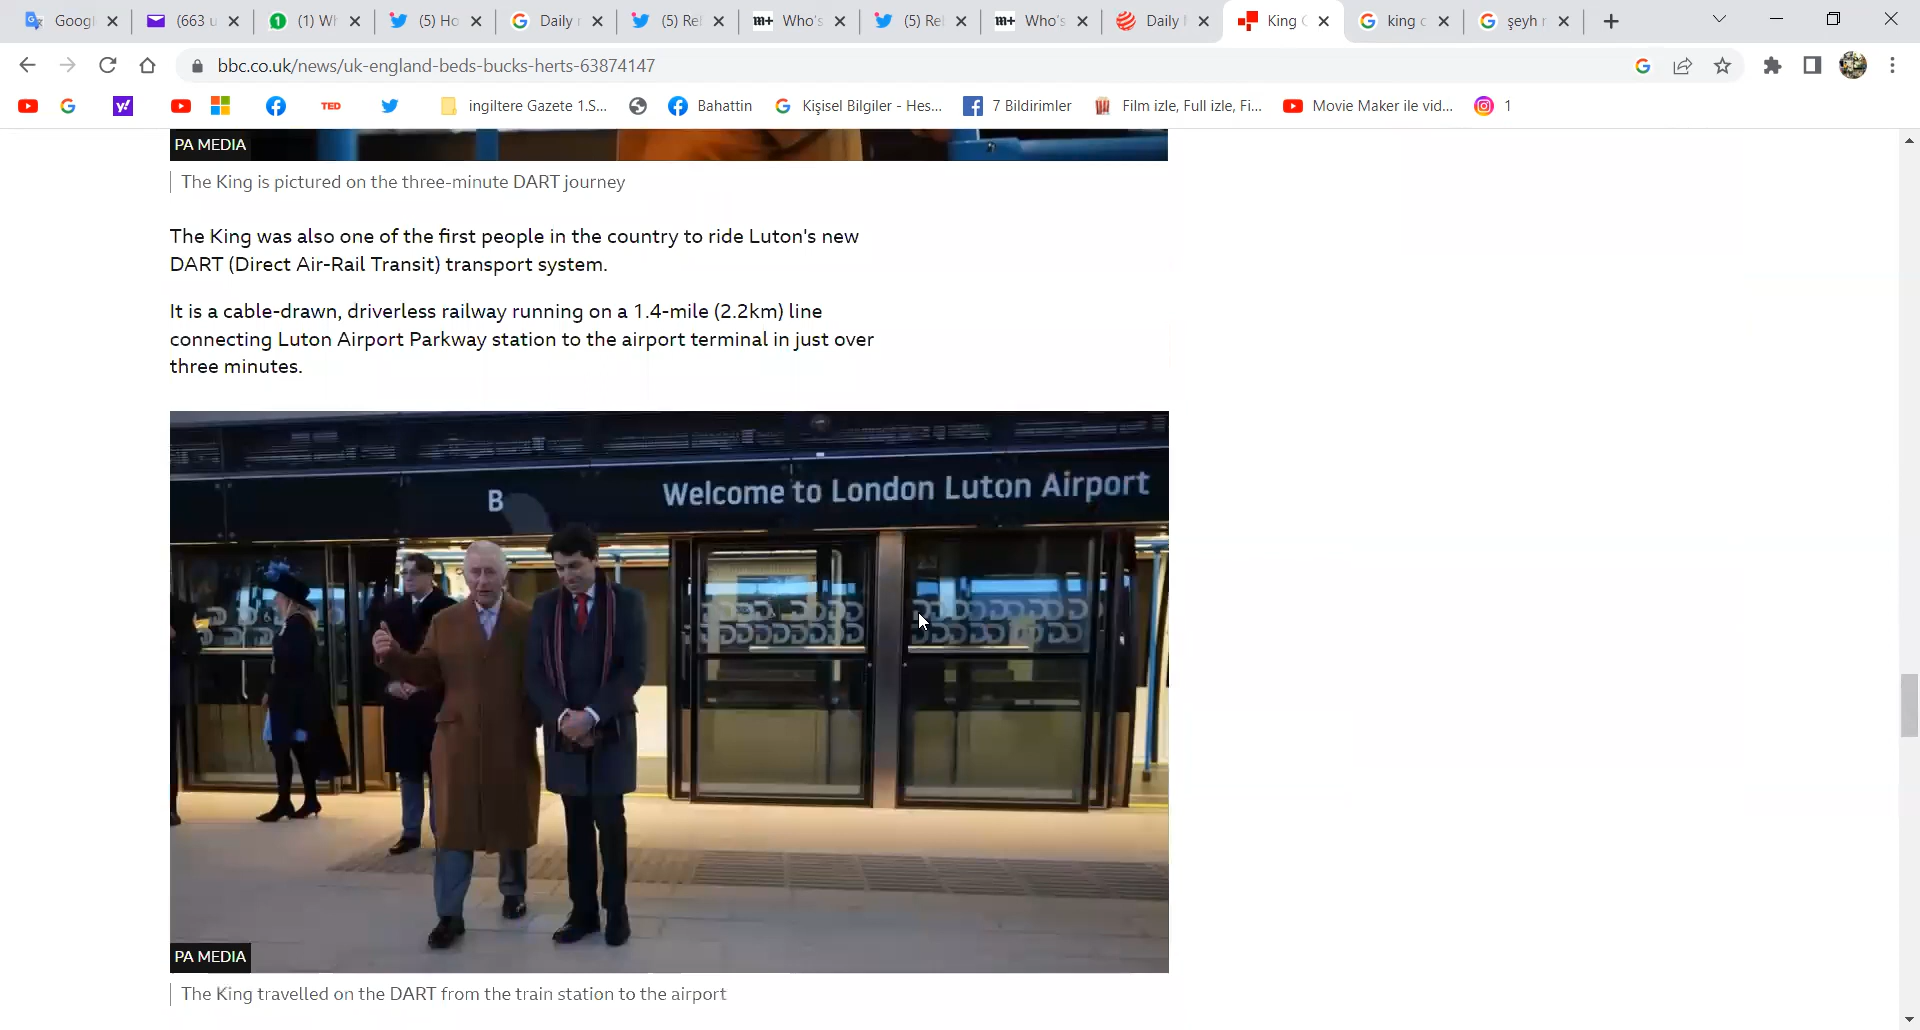 Googl
(663 u
(1) Wh
(5) Ho
Daily r
(5) Rel
Who's
(5) Rel
Who's
Daily
King C
king c
şeyh r
bbc.co.uk/news/uk-england-beds-bucks-herts-63874147
TED
ingiltere Gazete 1.S...
Bahattin
Kişisel Bilgiler - Hes...
7 Bildirimler
Film izle, Full izle, Fi...
Movie Maker ile vid...
1
PA MEDIA
The King is pictured on the three-minute DART journey
The King was also one of the first people in the country to ride Luton's new
DART (Direct Air-Rail Transit) transport system.
It is a cable-drawn, driverless railway running on a 1.4-mile (2.2km) line
connecting Luton Airport Parkway station to the airport terminal in just over
three minutes.
B
Welcome to London Luton Airport
PA MEDIA
The King travelled on the DART from the train station to the airport